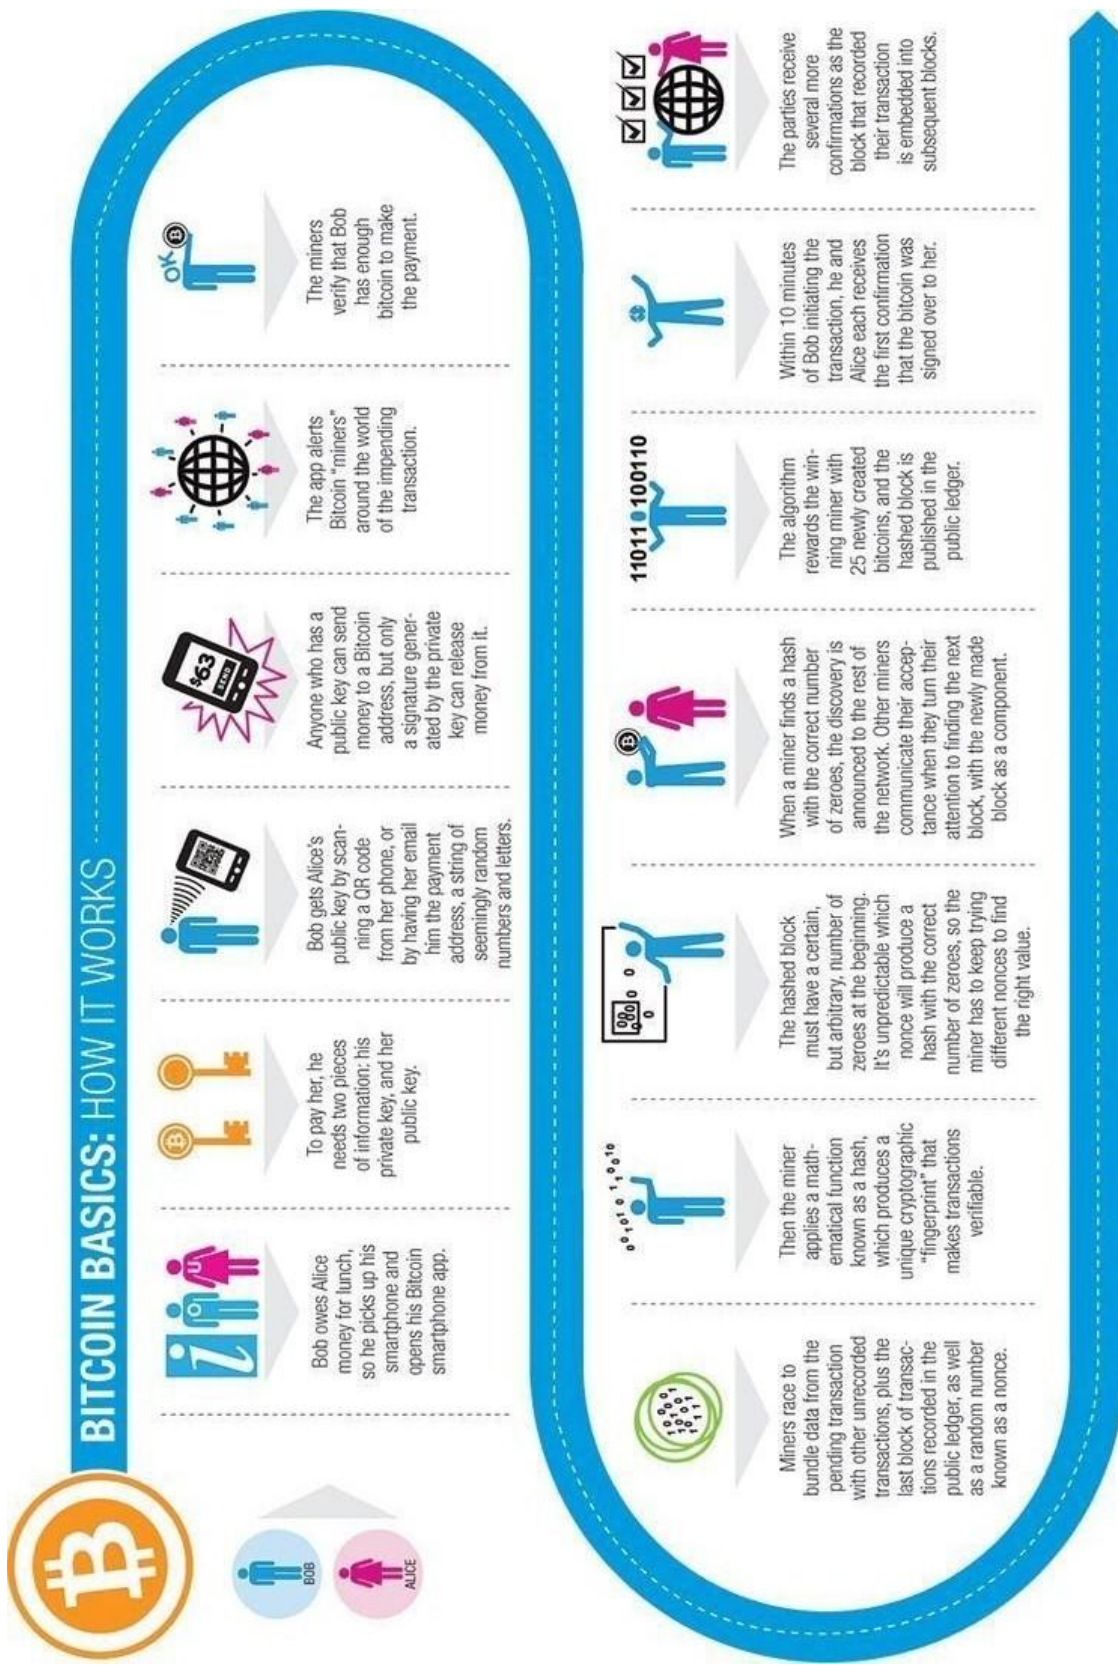 BITCOIN BASICS: HOW IT WORKS
BOB
ALICE
Bob owes Alice
money for lunch,
so he picks up his
smartphone and
opens his Bitcoin
smartphone app.
To pay her, he
needs two pieces
of information: his
private key, and her
public key.
Bob gets Alice's
public key by scan-
ning a QR code
from her phone, or
by having her email
him the payment
address, a string of
seemingly random
numbers and letters.
$63
SEND
Anyone who has a
public key can send
money to a Bitcoin
address, but only
a signature gener-
ated by the private
key can release
money from it.
The app alerts
Bitcoin "miners"
around the world
of the impending
transaction.
OK
The miners
verify that Bob
has enough
bitcoin to make
the payment.
Miners race to
bundle data from the
pending transaction
with other unrecorded
transactions, plus the
last block of transac-
tions recorded in the
public ledger, as well
as a random number
known as a nonce.
Then the miner
applies a math-
ematical function
known as a hash,
which produces a
unique cryptographic
"fingerprint" that
makes transactions
verifiable.
The hashed block
must have a certain,
but arbitrary, number of
zeroes at the beginning.
It's unpredictable which
nonce will produce a
hash with the correct
number of zeroes, so the
miner has to keep trying
different nonces to find
the right value.
When a miner finds a hash
with the correct number
of zeroes, the discovery is
announced to the rest of
the network. Other miners
communicate their accep-
tance when they turn their
attention to finding the next
block, with the newly made
block as a component.
11011 0 100110
The algorithm
rewards the win-
ning miner with
25 newly created
bitcoins, and the
hashed block is
published in the
public ledger.
Within 10 minutes
of Bob initiating the
transaction, he and
Alice each receives
the first confirmation
that the bitcoin was
signed over to her.
The parties receive
several more
confirmations as the
block that recorded
their transaction
is embedded into
subsequent blocks.